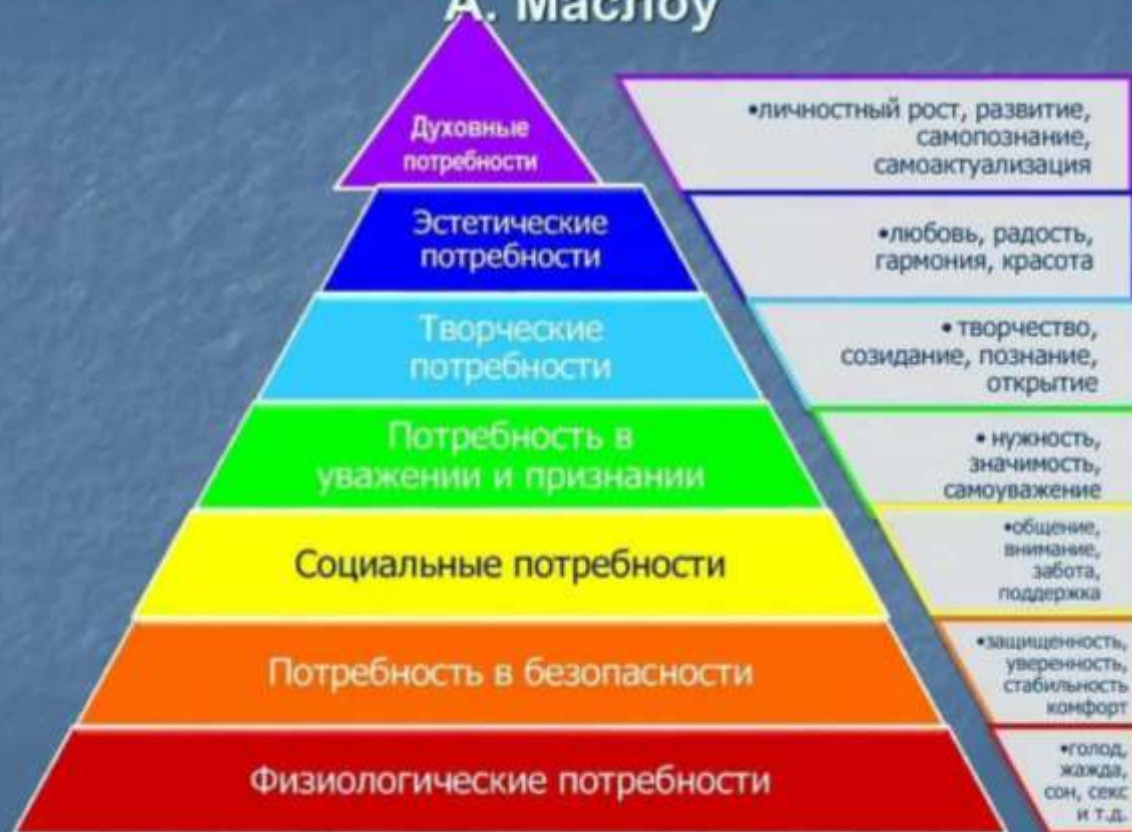 А. Маслоу
Духовные
потребности
•личностный рост, развитие,
самопознание,
самоактуализация
Эстетические
потребности
•любовь, радость,
гармония, красота
Творческие
потребности
• творчество,
созидание, познание,
открытие
Потребность в
уважении и признании
• нужность,
значимость,
самоуважение
Социальные потребности
•общение,
внимание,
забота,
поддержка
Потребность в безопасности
•защищенность,
уверенность,
стабильность
комфорт
Физиологические потребности
•голод,
жажда,
сон, секс
и т.д.